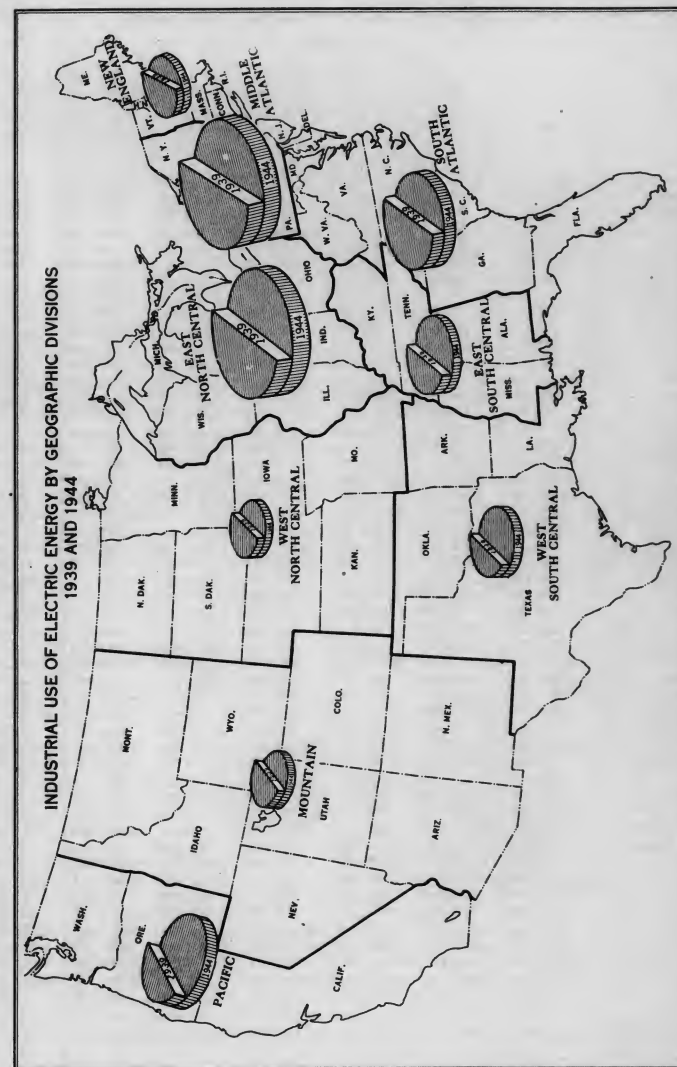 INDUSTRIAL USE OF ELECTRIC ENERGY BY GEOGRAPHIC DIVISIONS
1939 AND 1944
WASH.
ORE.
1939
1944
PACIFIC
CALIF.
NEV.
IDAHO
MONT.
WYO.
MOUNTAIN
UTAH
COLO.
ARIZ.
N. MEX.
N. DAK.
S. DAK.
MINN.
IOWA
WEST
NORTH CENTRAL
KAN.
MO.
OKLA.
ARK.
TEXAS
1944
WEST
SOUTH CENTRAL
LA.
WIS.
MICH.
EAST
NORTH CENTRAL
1939
1944
ILL.
IND.
OHIO
KY.
TENN.
1944
EAST
SOUTH CENTRAL
MISS.
ALA.
N. Y.
PA.
N. J.
1939
1944
MIDDLE
ATLANTIC
ME.
NEW
ENGLAND
VT.
MASS.
CONN.
R.I.
DEL.
MD
W. VA.
VA.
N. C.
S. C.
1939
1944
SOUTH
ATLANTIC
GA.
FLA.